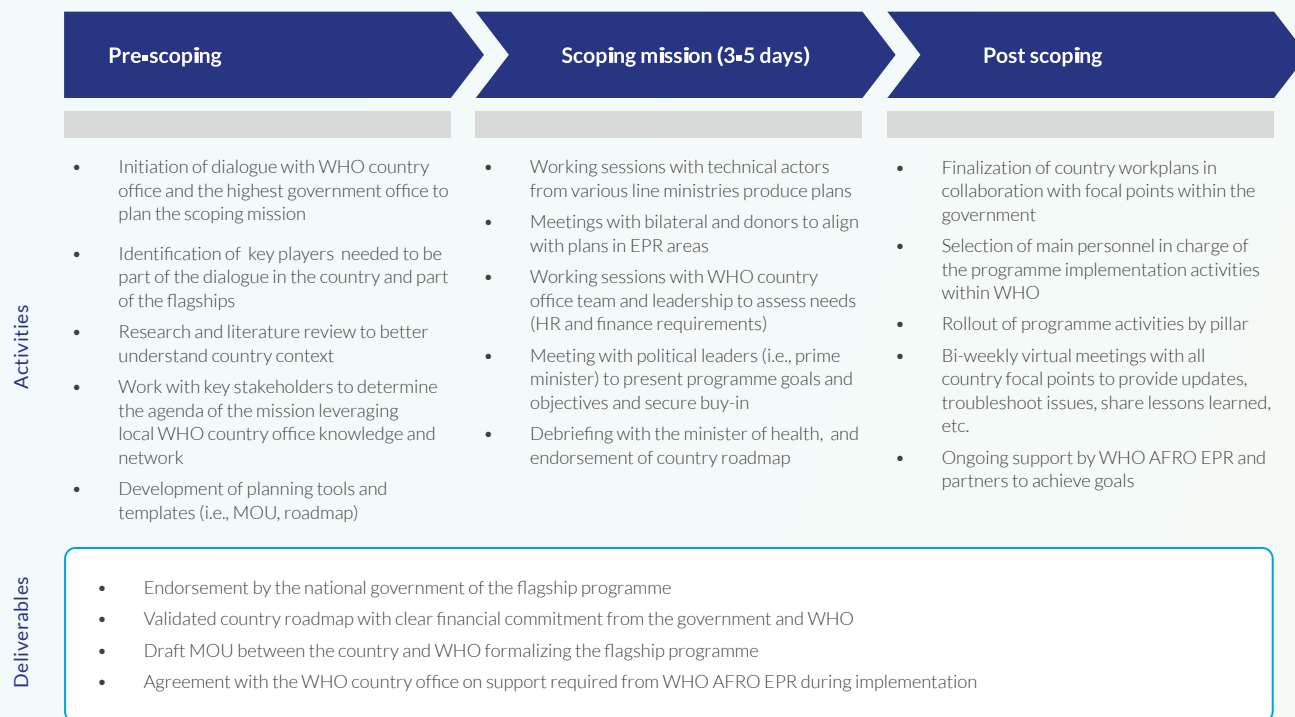 Pre-scoping
Scoping mission (3-5 days)
Post scoping
Activities
• Initiation of dialogue with WHO country
office and the highest government office to
plan the scoping mission
• Identification of key players needed to be
part of the dialogue in the country and part
of the flagships
• Research and literature review to better
understand country context
• Work with key stakeholders to determine
the agenda of the mission leveraging
local WHO country office knowledge and
network
• Development of planning tools and
templates (i.e., MOU, roadmap)
• Working sessions with technical actors
from various line ministries produce plans
• Meetings with bilateral and donors to align
with plans in EPR areas
• Working sessions with WHO country
office team and leadership to assess needs
(HR and finance requirements)
• Meeting with political leaders (i.e., prime
minister) to present programme goals and
objectives and secure buy-in
• Debriefing with the minister of health, and
endorsement of country roadmap
• Finalization of country workplans in
collaboration with focal points within the
government
• Selection of main personnel in charge of
the programme implementation activities
within WHO
• Rollout of programme activities by pillar
• Bi-weekly virtual meetings with all
country focal points to provide updates,
troubleshoot issues, share lessons learned,
etc.
• Ongoing support by WHO AFRO EPR and
partners to achieve goals
Deliverables
• Endorsement by the national government of the flagship programme
• Validated country roadmap with clear financial commitment from the government and WHO
• Draft MOU between the country and WHO formalizing the flagship programme
• Agreement with the WHO country office on support required from WHO AFRO EPR during implementation